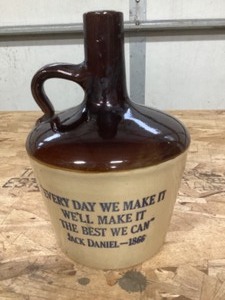 "EVERY DAY WE MAKE IT
WE'LL MAKE IT
THE BEST WE CAN"
JACK DANIEL—1866